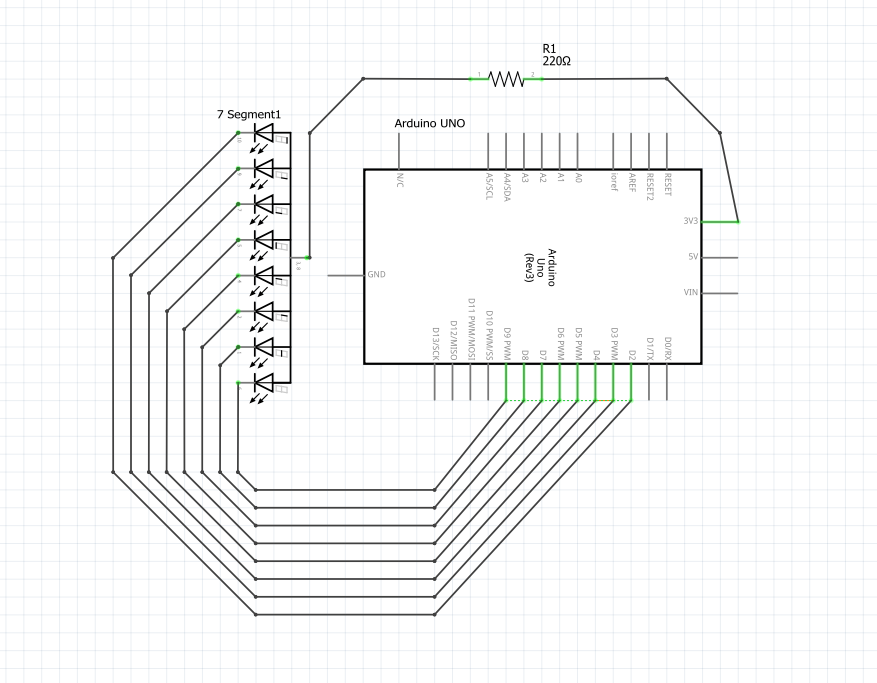 R1
220Ω
1
2
7 Segment1
Arduino UNO
N/C
A5/SCL
A4/SDA
A3
A2
A1
A0
ioref
AREF
RESET2
RESET
3V3
5V
VIN
GND
Arduino
Uno
(Rev3)
D13/SCK
D12/MISO
D11 PWM/MOSI
D10 PWM/SS
D9 PWM
D8
D7
D6 PWM
D5 PWM
D4
D3 PWM
D2
D1/TX
D0/RX